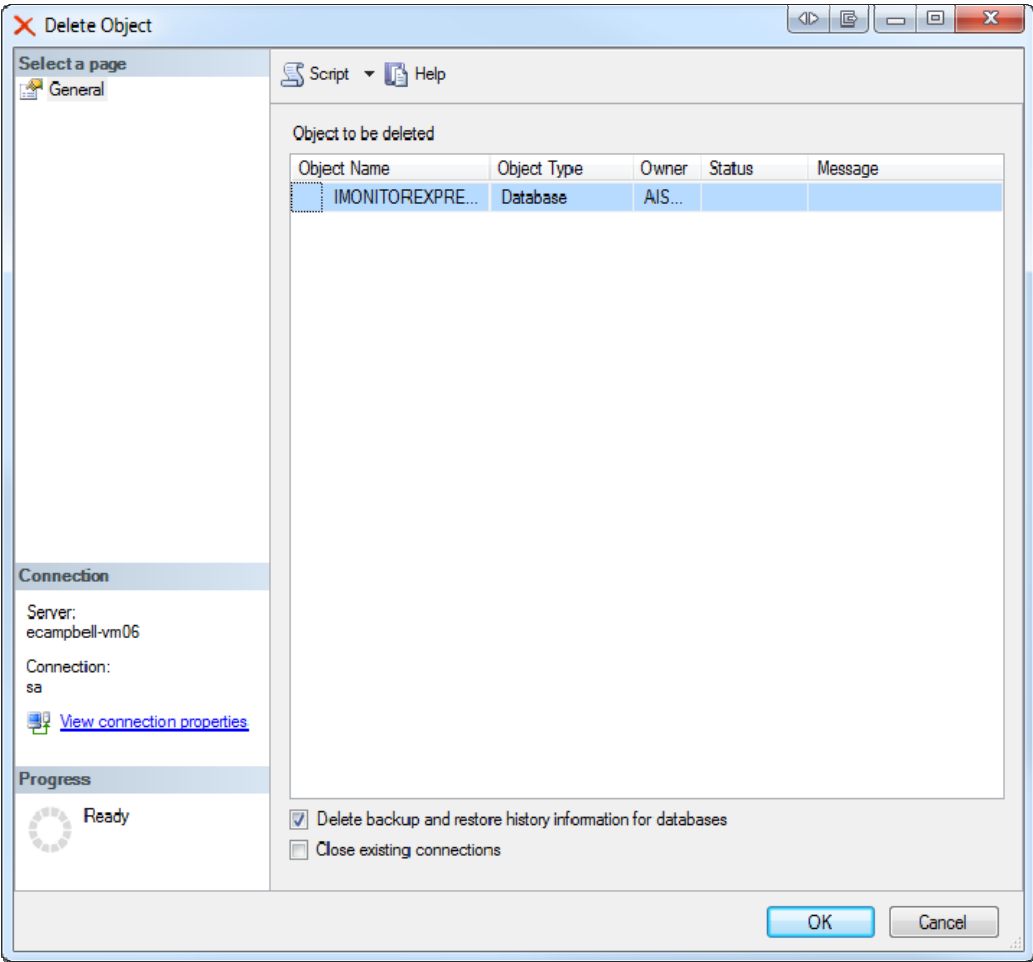 Delete Object
Select a page
General
Script Help
Object to be deleted
Object Name Object Type Owner Status Message
IMONITOREXPRE... Database AIS...
Connection
Server:
ecampbell-vm06
Connection:
sa
View connection properties
Progress
Ready
Delete backup and restore history information for databases
Close existing connections
OK Cancel